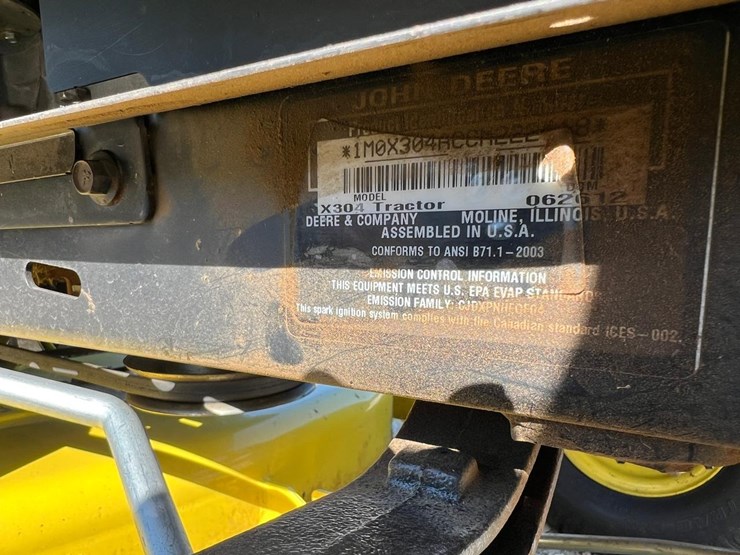 JOHN DEERE
*1M0X304A
MODEL
X304 Tractor
DEERE & COMPANY MOLINE, ILLINOIS U.S.A.
ASSEMBLED IN U.S.A.
CONFORMS TO ANSI B71.1-2003
EMISSION CONTROL INFORMATION
THIS EQUIPMENT MEETS U.S. EPA EVAP
EMISSION FAMILY:
This spark ignition system complies with the Canadian standard ICES-002.